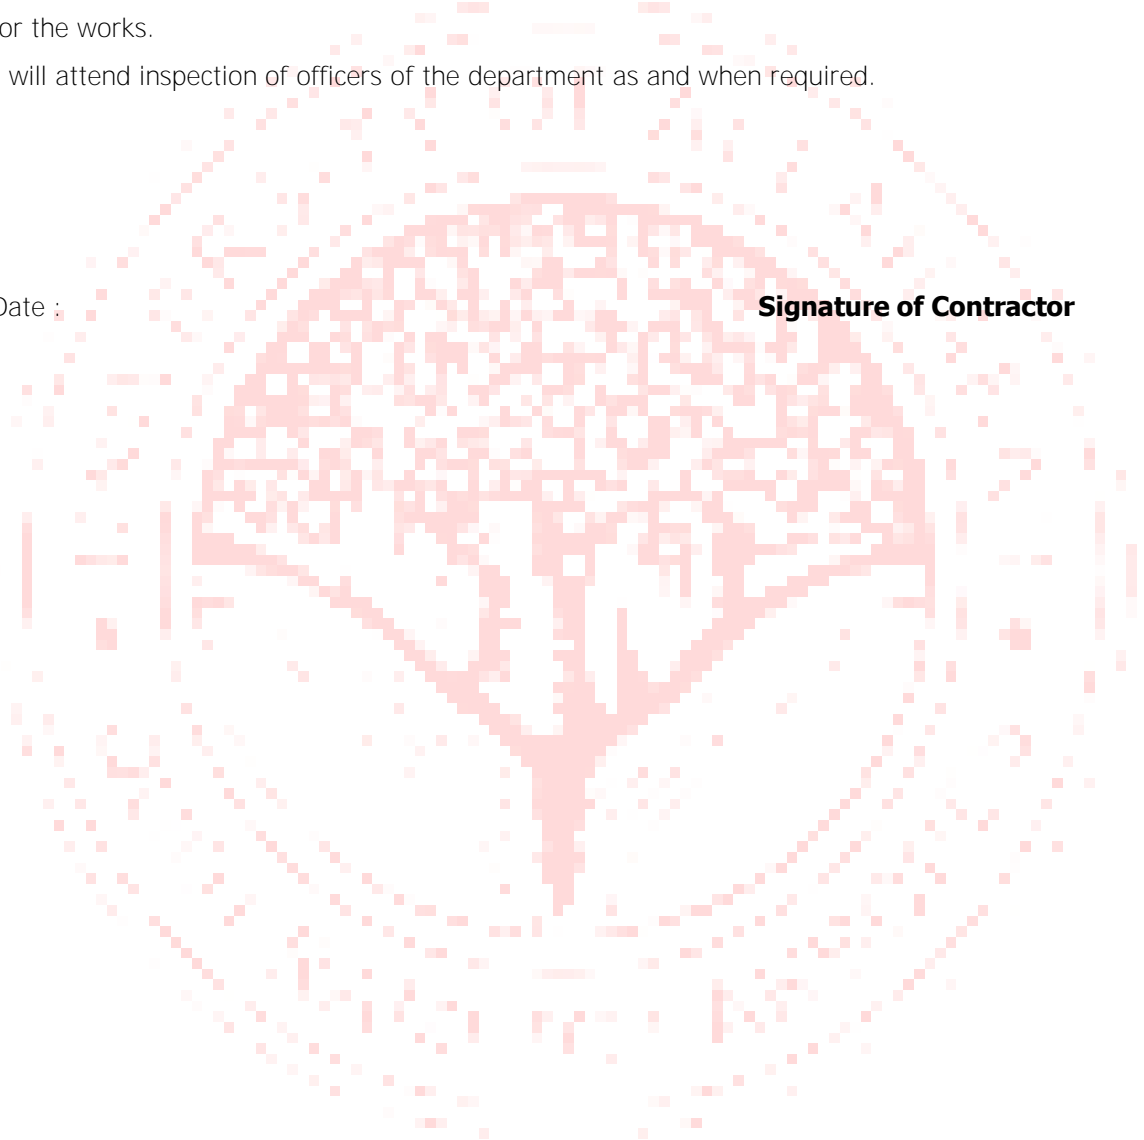 or the works.
will attend inspection of officers of the department as and when required.
Date :
Signature of Contractor